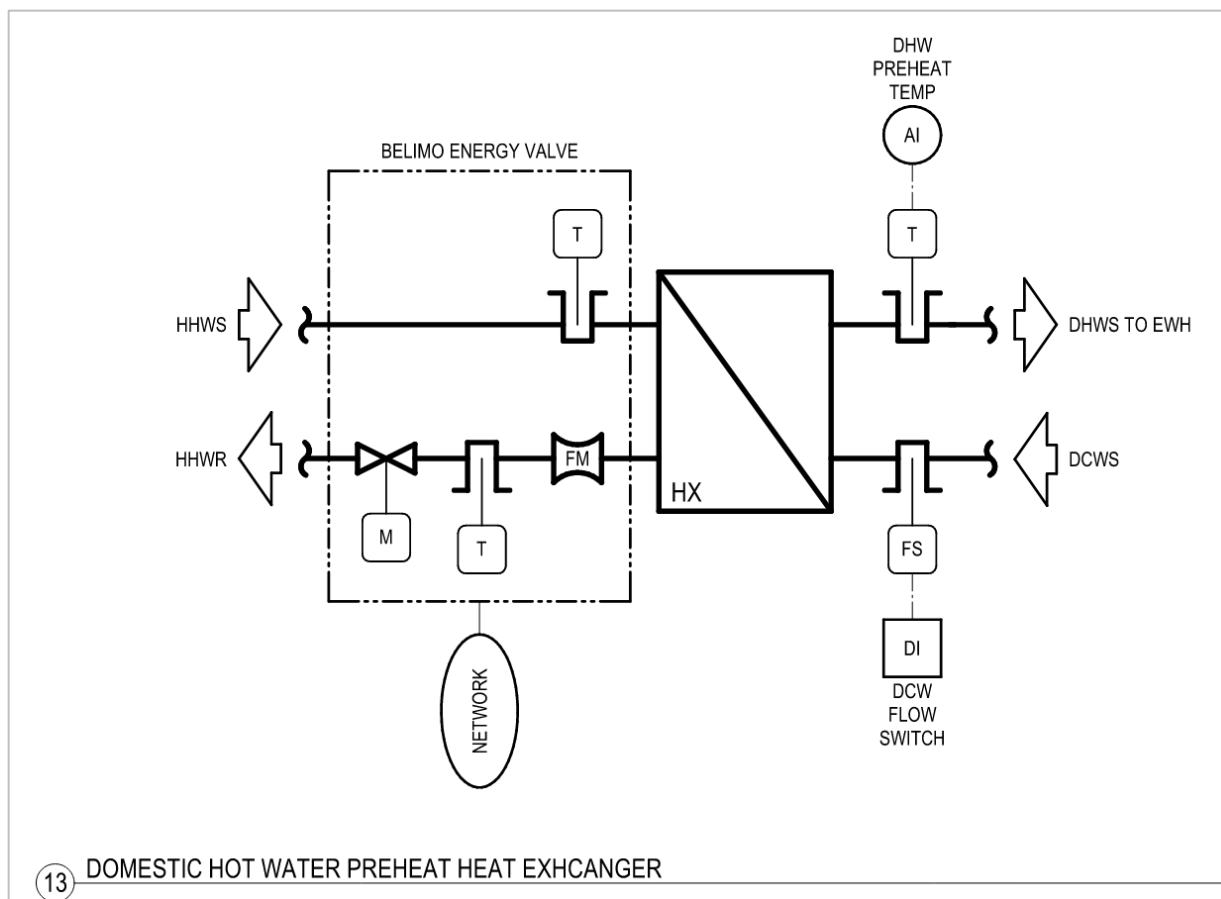 DHW
PREHEAT
TEMP
AI
BELIMO ENERGY VALVE
T
T
HHWS
DHWS TO EWH
HHWR
FM
DCWS
HX
M
T
FS
NETWORK
DI
DCW
FLOW
SWITCH
13 DOMESTIC HOT WATER PREHEAT HEAT EXHCANGER